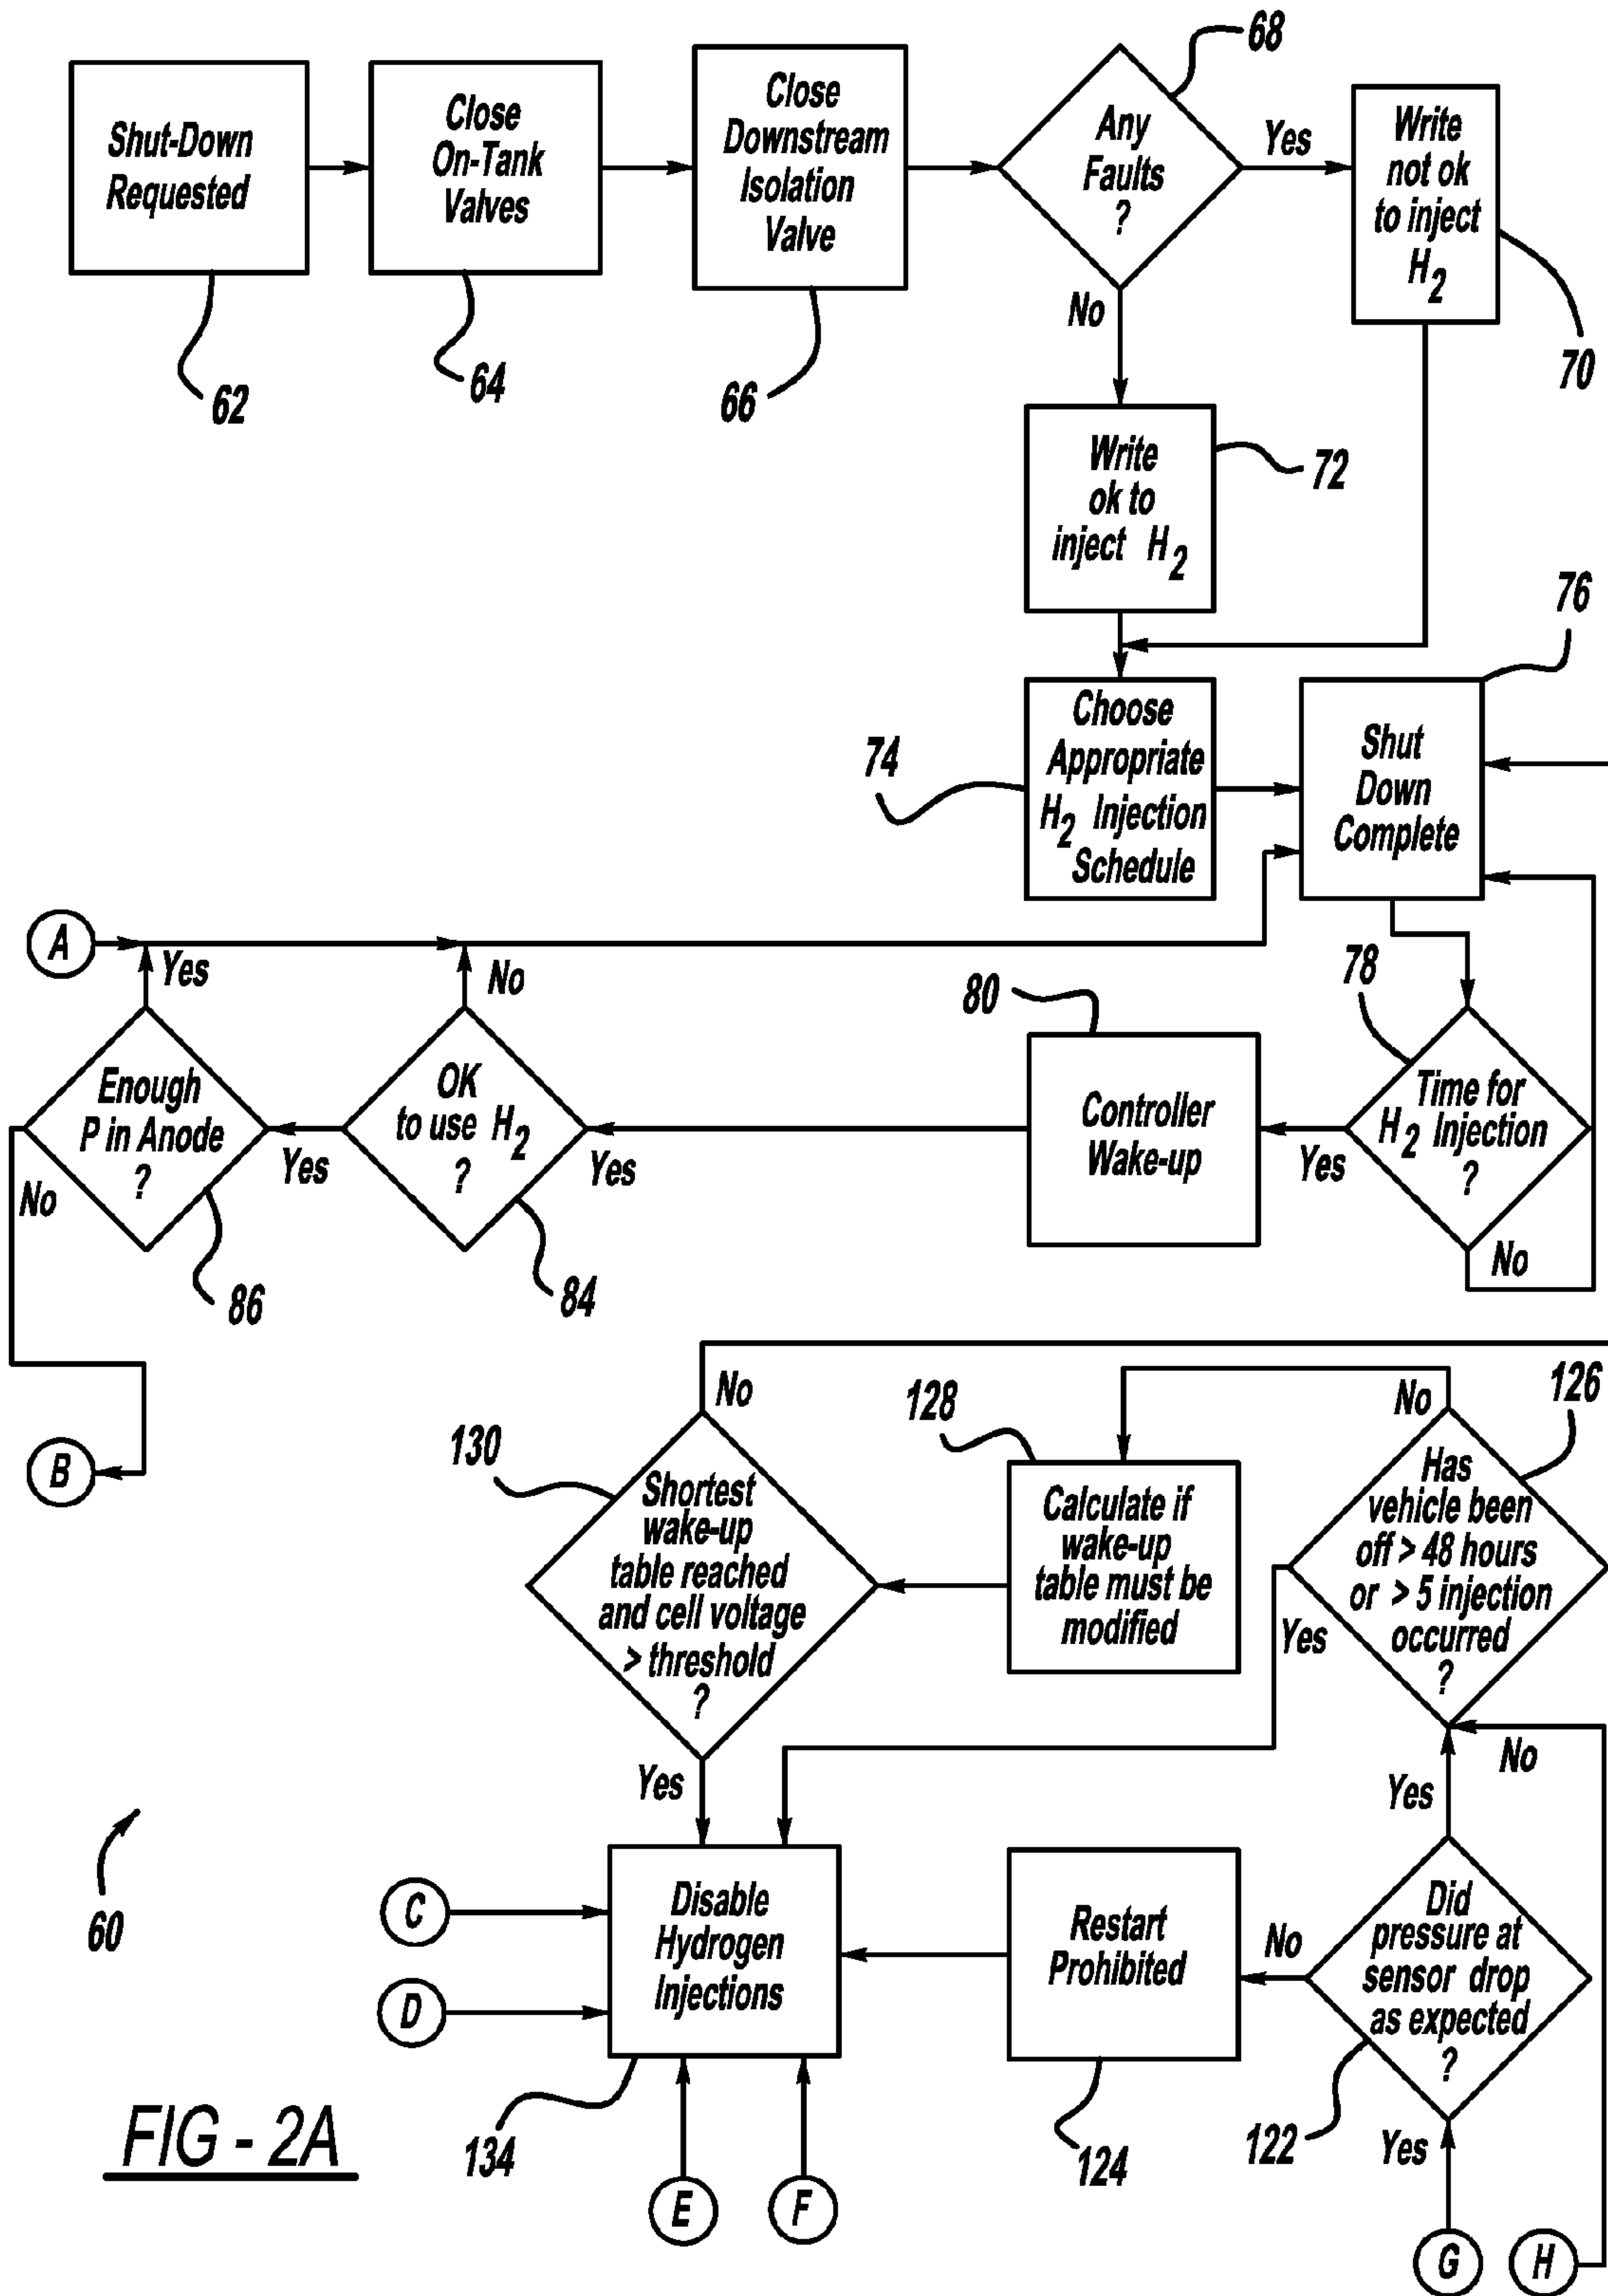 68
Shut-Down
Requested
Close
On-Tank
Valves
Close
Downstream
Isolation
Valve
Any
Faults
?
Yes
Write
not ok
to inject
H2
62
64
66
No
70
Write
ok to
inject H2
72
76
74
Choose
Appropriate
H2 Injection
Schedule
Shut
Down
Complete
A
Yes
No
80
78
Enough
P in Anode
?
Yes
OK
to use H2
?
Yes
Controller
Wake-up
Yes
Time for
H2 Injection
?
No
No
86
84
B
No
128
No
126
130
Shortest
wake-up
table reached
and cell voltage
> threshold
?
Calculate if
wake-up
table must be
modified
Has
vehicle been
off > 48 hours
or > 5 injection
occurred
?
Yes
Yes
Yes
No
60
C
D
Disable
Hydrogen
Injections
Restart
Prohibited
No
Did
pressure at
sensor drop
as expected
?
FIG - 2A
134
124
122
Yes
E
F
G
H